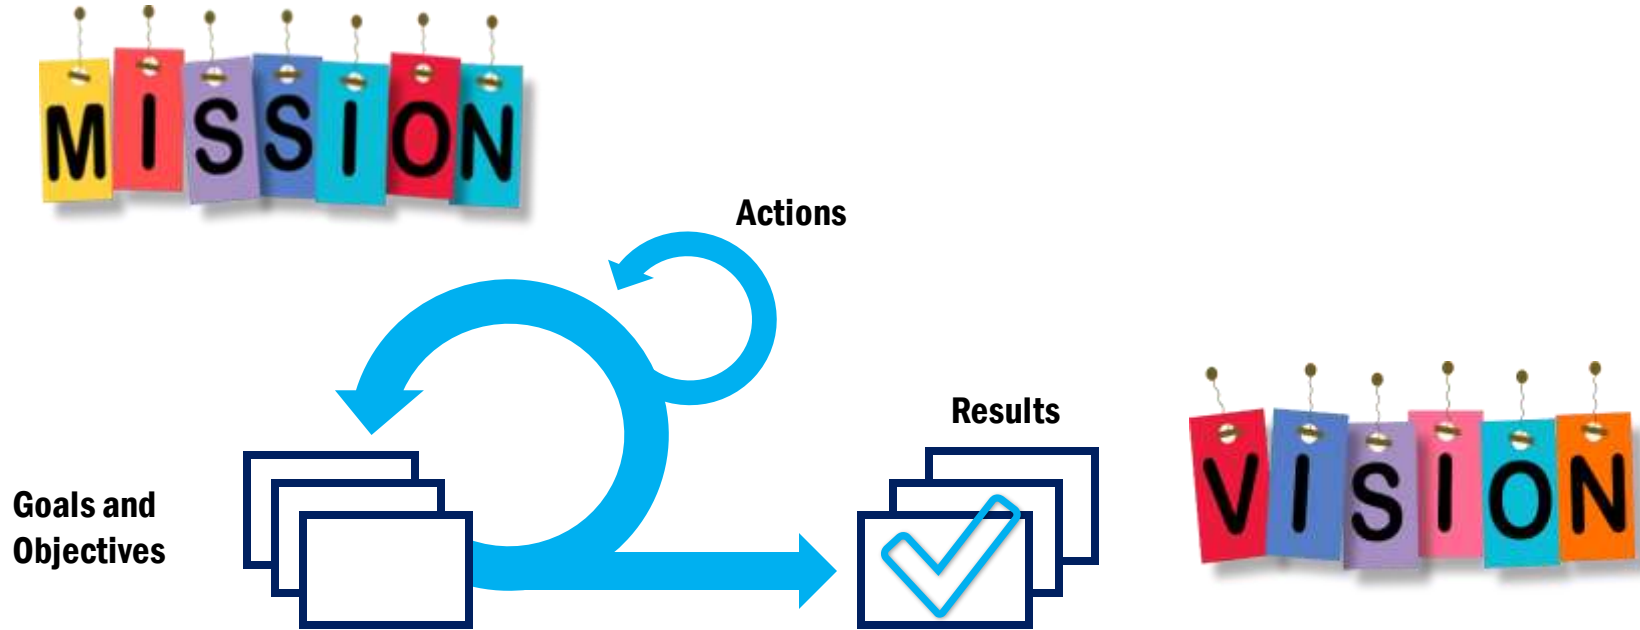 MISSION
Actions
Results
VISION
Goals and
Objectives